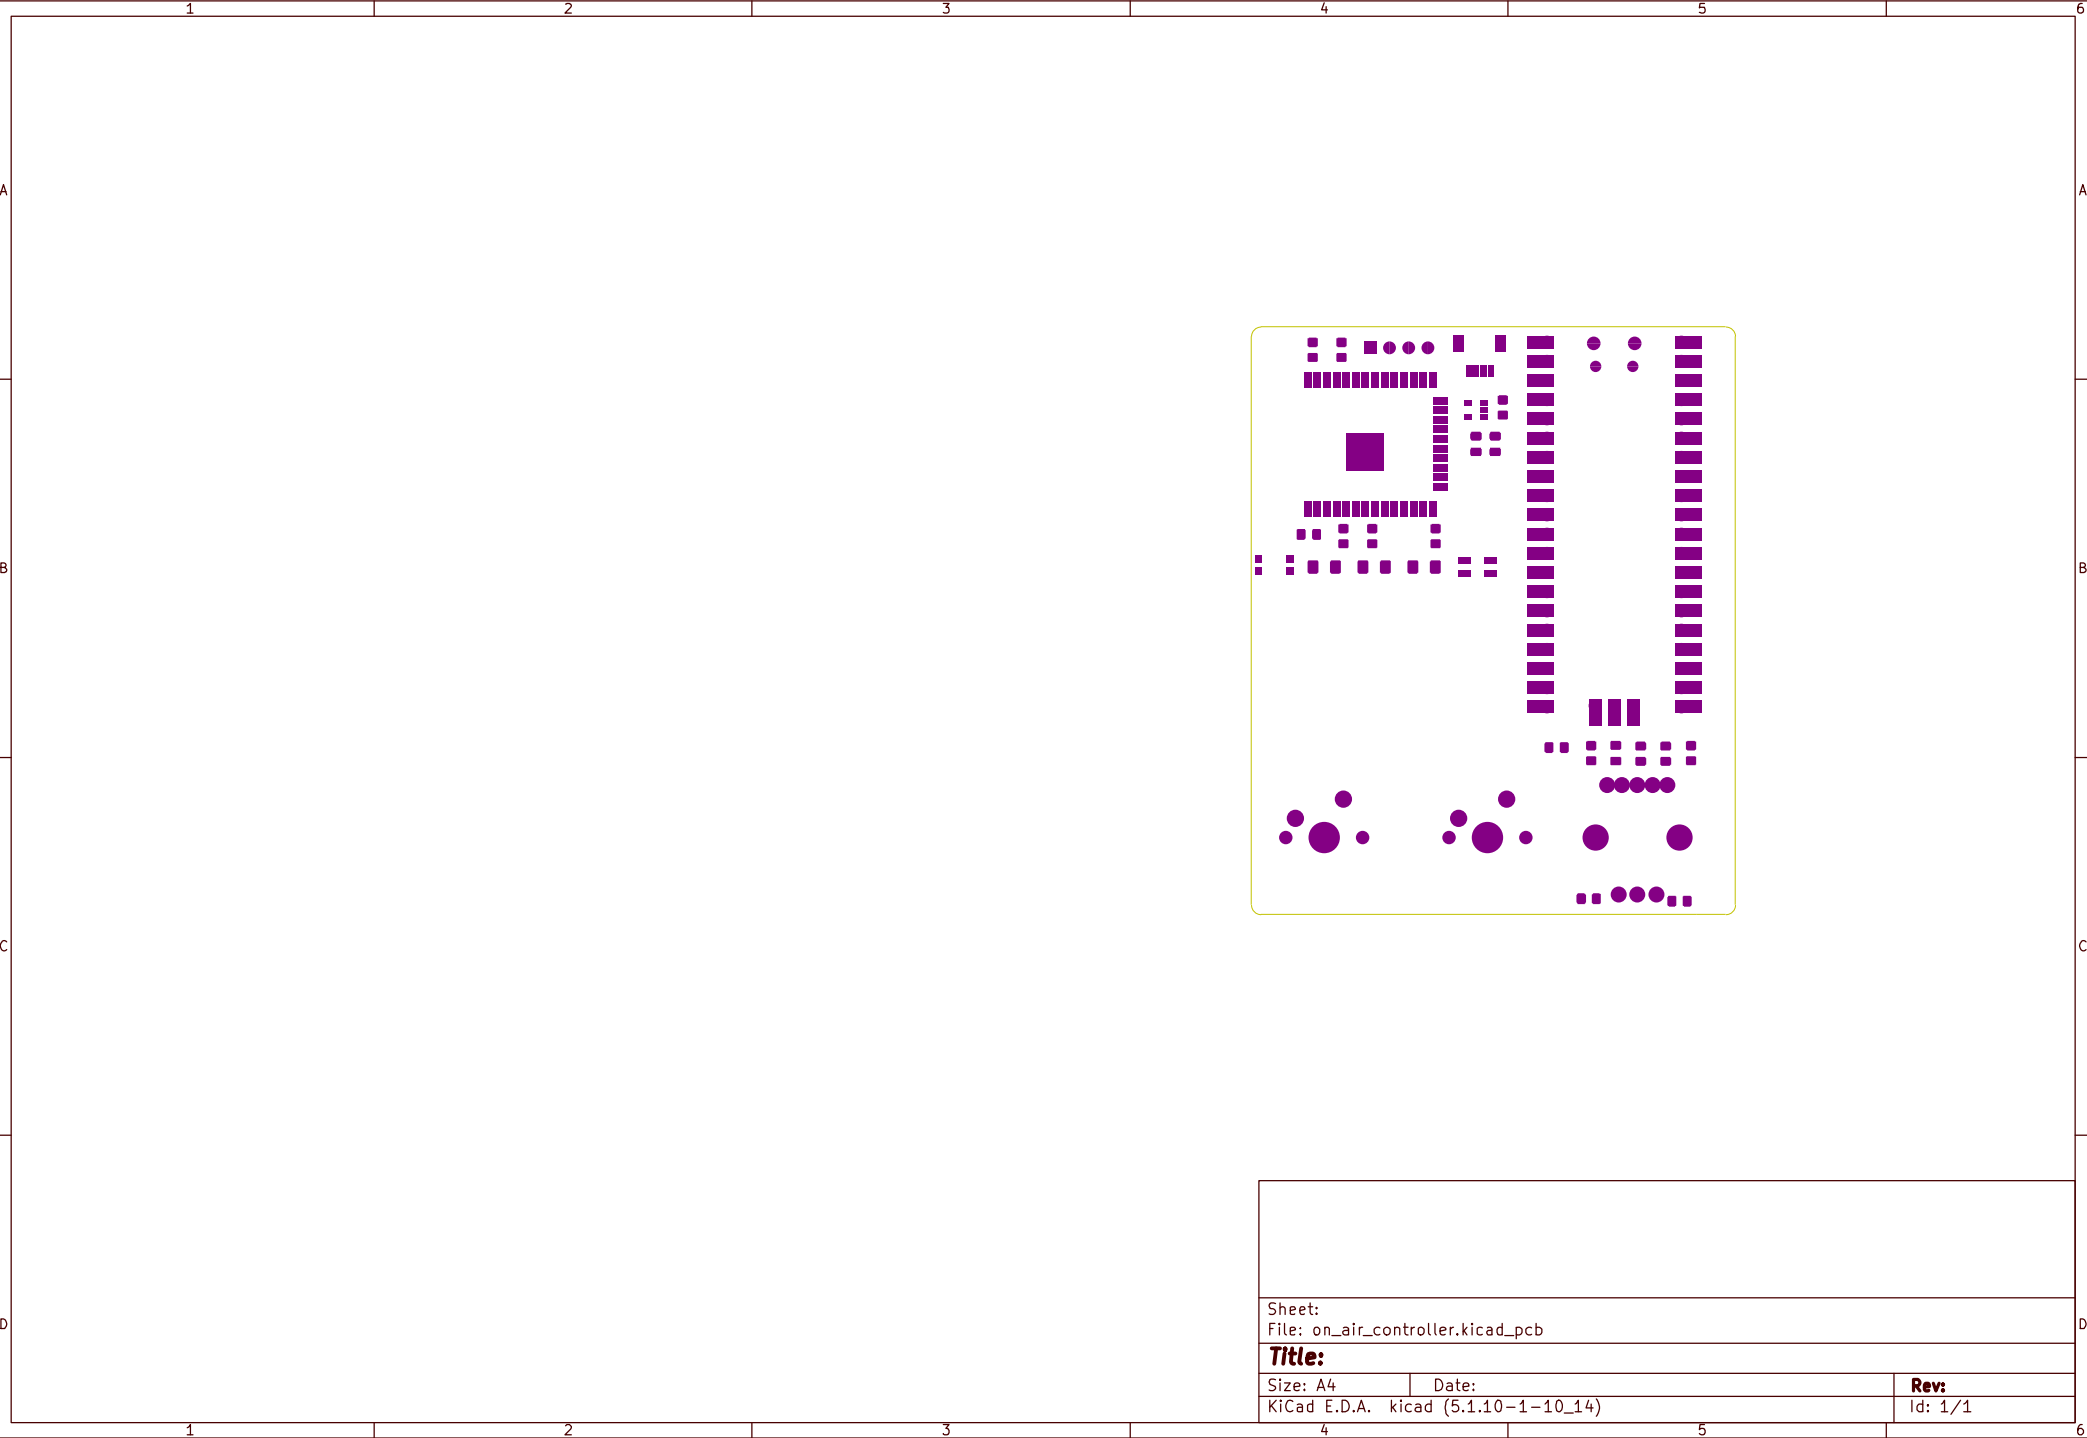 1 2 3 4 5 6
A A
B B
C C
Sheet:
File: on_air_controller.kicad_pcb
D D
Title:
Size: A4 Date: Rev:
KiCad E.D.A. kicad (5.1.10-1-10_14) Id: 1/1
1 2 3 4 5 6